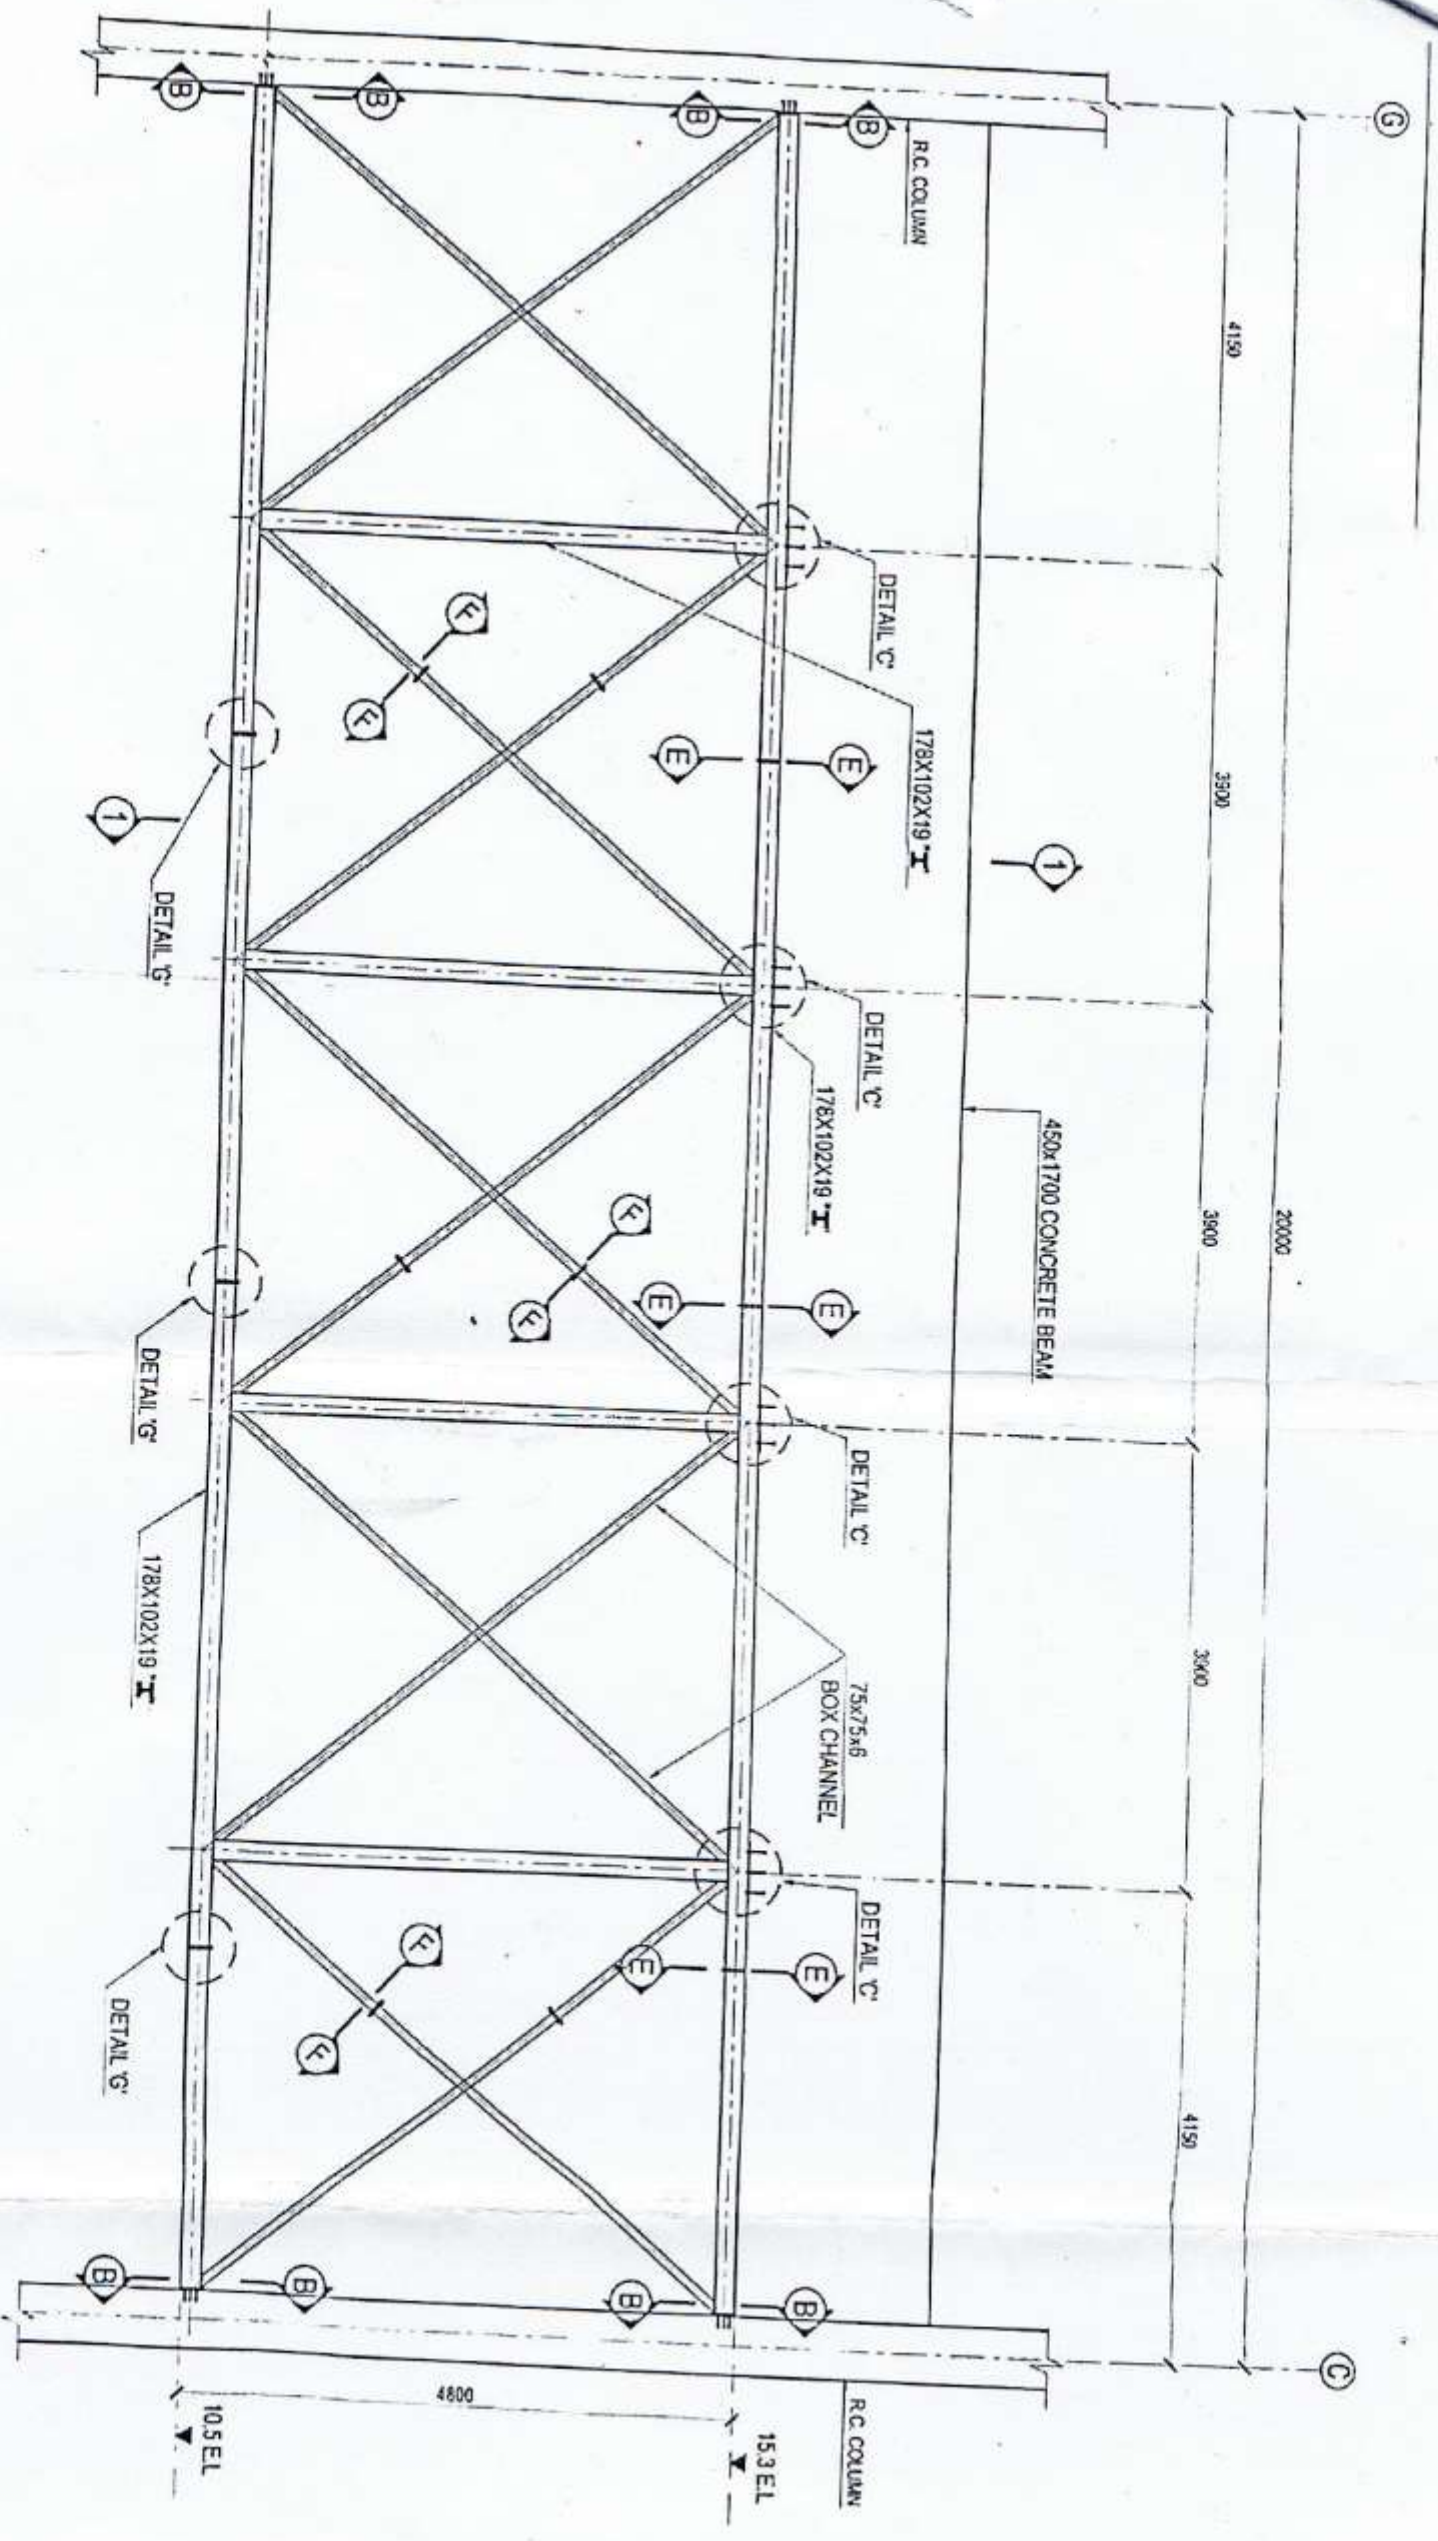 G
C
20000
4150
3900
3900
3900
4150
450x1700 CONCRETE BEAM
R.C. COLUMN
R.C. COLUMN
1
DETAIL 'C'
DETAIL 'C'
DETAIL 'C'
DETAIL 'C'
178X102X19 "I"
178X102X19 "I"
75x75x6
BOX CHANNEL
15.3 E.L
4800
10.5 E.L
B
B
B
B
B
B
B
B
E
E
E
E
E
E
F
F
F
F
F
F
1
DETAIL 'G'
DETAIL 'G'
178X102X19 "I"
DETAIL 'G'